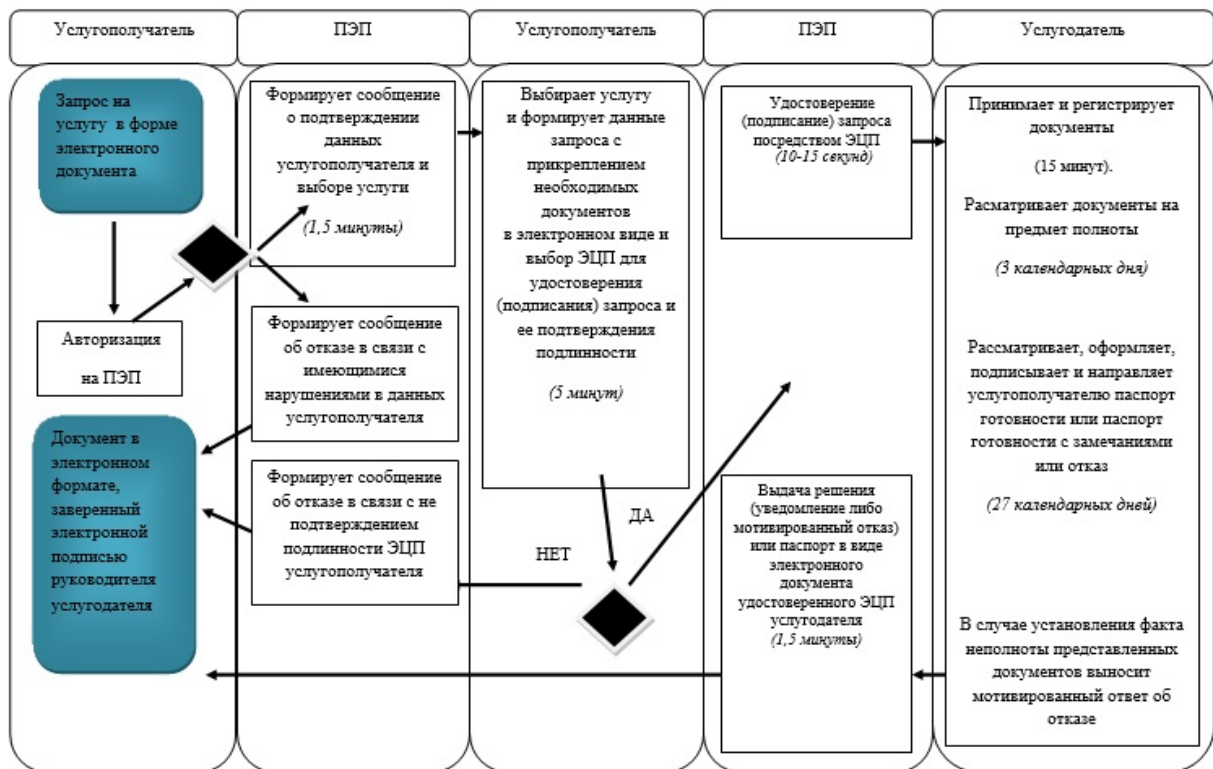 Услугополучатель
ПЭП
Услугополучатель
ПЭП
Услугодатель
Запрос на
услугу в форме
электронного
документа
Авторизация
на ПЭП
Документ в
электронном
формате,
заверенный
электронной
подписью
руководителя
услугодателя
Формирует сообщение
о подтверждении
данных
услугополучателя и
выборе услуги
(1,5 минуты)
Формирует сообщение
об отказе в связи с
имеющимися
нарушениями в данных
услугополучателя
Формирует сообщение
об отказе в связи с не
подтверждением
подлинности ЭЦП
услугополучателя
Выбирает услугу
и формирует данные
запроса с
прикреплением
необходимых
документов
в электронном виде и
выбор ЭЦП для
удостоверения
(подписания) запроса и
ее подтверждения
подлинности
(5 минут)
ДА
НЕТ
Удостоверение
(подписание) запроса
посредством ЭЦП
(10-15 секунд)
Выдача решения
(уведомление либо
мотивированный отказ)
или паспорт в виде
электронного
документа
удостоверенного ЭЦП
услугодателя
(1,5 минуты)
Принимает и регистрирует
документы
(15 минут).
Расматривает документы на
предмет полноты
(3 календарных дня)
Рассматривает, оформляет,
подписывает и направляет
услугополучателю паспорт
готовности или паспорт
готовности с замечаниями
или отказ
(27 календарных дней)
В случае установления факта
неполноты представленных
документов выносит
мотивированный ответ об
отказе